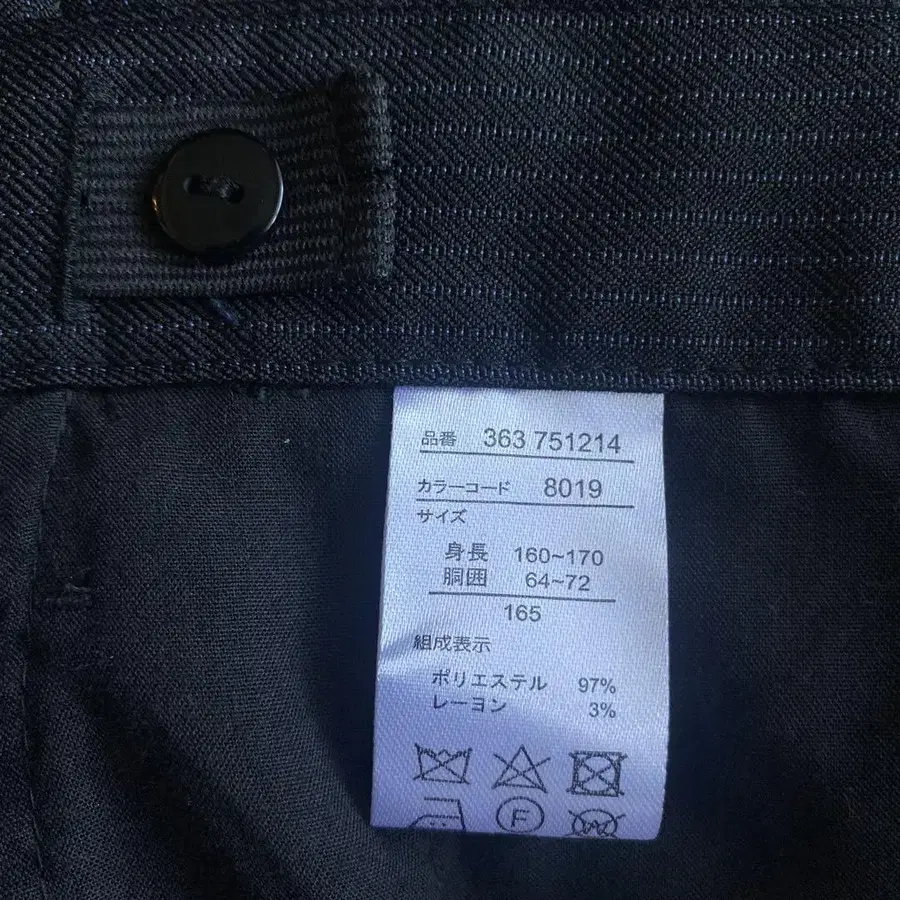 品番 363 751214
カラーコード 8019
サイズ
身長 160~170
胴囲 64~72
165
組成表示
ポリエステル 97%
レーヨン 3%
F
W